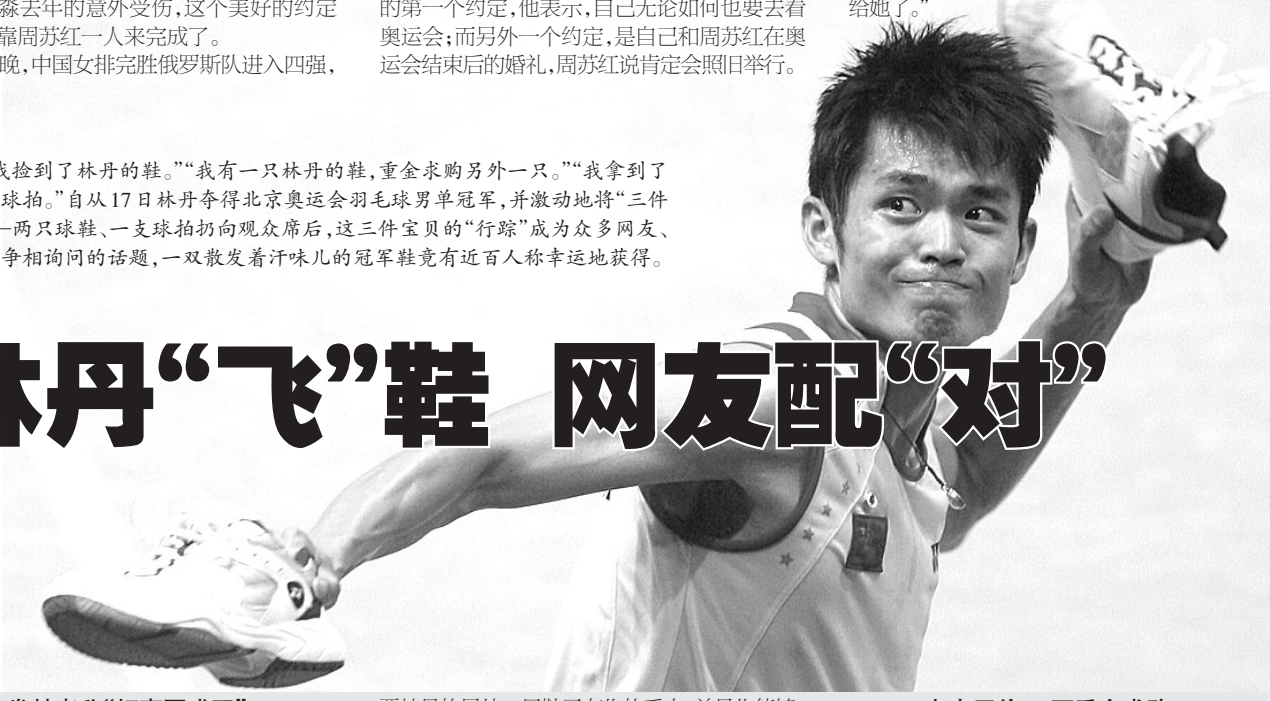 淼去年的意外受伤，这个美好的约定
靠周苏红一人来完成了。
晚，中国女排完胜俄罗斯队进入四强，
的第一个约定，他表示，自己无论如何也要去看
奥运会；而另外一个约定，是自己和周苏红在奥
运会结束后的婚礼，周苏红说肯定会照旧举行。
给她了。”
我捡到了林丹的鞋。”“我有一只林丹的鞋，重金求购另外一只。”“我拿到了
球拍。”自从17日林丹夺得北京奥运会羽毛球男单冠军，并激动地将“三件
—两只球鞋、一支球拍扔向观众席后，这三件宝贝的“行踪”成为众多网友、
争相询问的话题，一双散发着汗味儿的冠军鞋竟有近百人称幸运地获得。
林丹“飞”鞋 网友配“对”